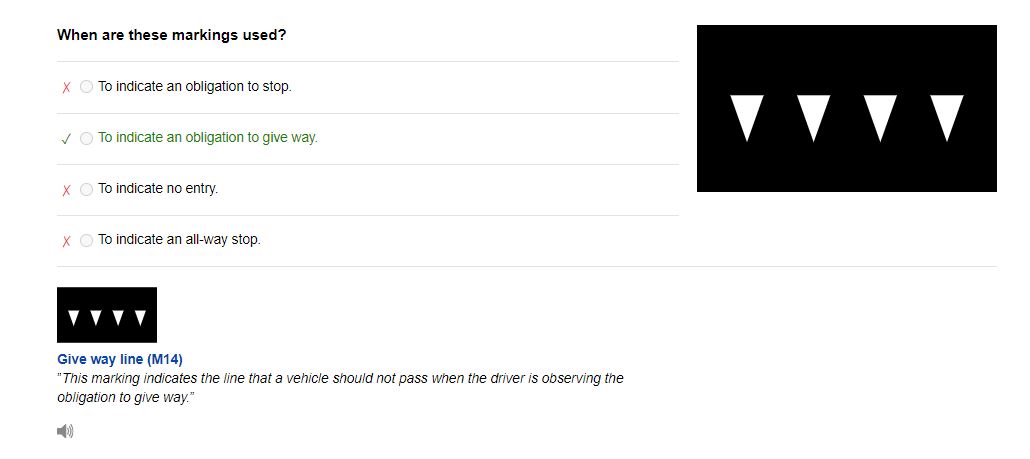 When are these markings used?
To indicate an obligation to stop.
To indicate an obligation to give way.
To indicate no entry.
To indicate an all-way stop.
Give way line (M14)
"This marking indicates the line that a vehicle should not pass when the driver is observing the
obligation to give way."